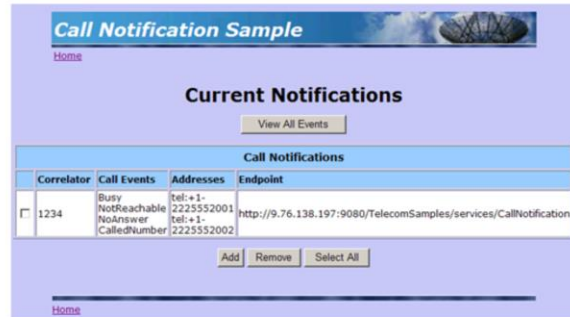 Call Notification Sample
Home
Current Notifications
View All Events
Call Notifications
Correlator Call Events Addresses Endpoint
1234
Busy
NotReachable
NoAnswer
CalledNumber
tel:+1-
2225552001
tel:+1-
2225552002
http://9.76.138.197:9080/TelecomSamples/services/CallNotification
Add Remove Select All
Home